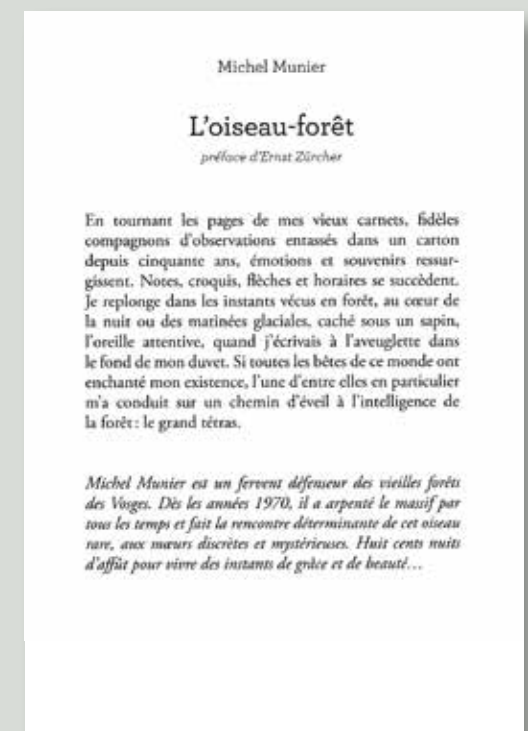 Michel Munier
L'oiseau-forêt
préface d'Ernst Zürcher
En tournant les pages de mes vieux carnets, fidèles
compagnons d'observations entassés dans un carton
depuis cinquante ans, émotions et souvenirs ressur-
gissent. Notes, croquis, flèches et horaires se succèdent.
Je replonge dans les instants vécus en forêt, au cœur de
la nuit ou des matinées glaciales, caché sous un sapin,
l'oreille attentive, quand j'écrivais à l'aveuglette dans
le fond de mon duvet. Si toutes les bêtes de ce monde ont
enchanté mon existence, l'une d'entre elles en particulier
m'a conduit sur un chemin d'éveil à l'intelligence de
la forêt : le grand tétras.
Michel Munier est un fervent défenseur des vieilles forêts
des Vosges. Dès les années 1970, il a arpenté le massif par
tous les temps et fait la rencontre déterminante de cet oiseau
rare, aux mœurs discrètes et mystérieuses. Huit cents nuits
d'affût pour vivre des instants de grâce et de beauté…